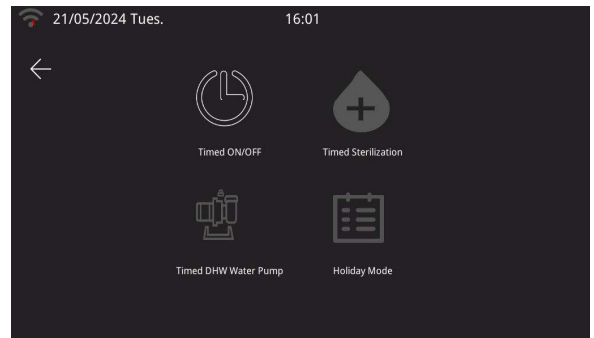 21/05/2024 Tues. 16:01
Timed ON/OFF Timed Sterilization
Timed DHW Water Pump Holiday Mode